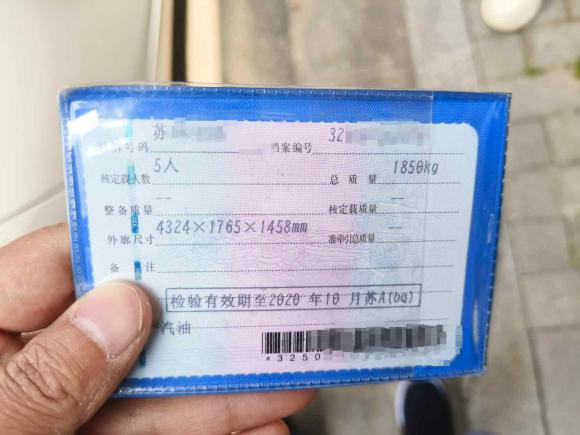 苏
号码 档案编号 32
核定载人数 5人 总质量 1850kg
整备质量 -- 核定载质量 --
外廓尺寸 4324×1765×1458mm 准牵引总质量 --
备注
检验有效期至2020年10月苏A(bq)
汽油
*3250